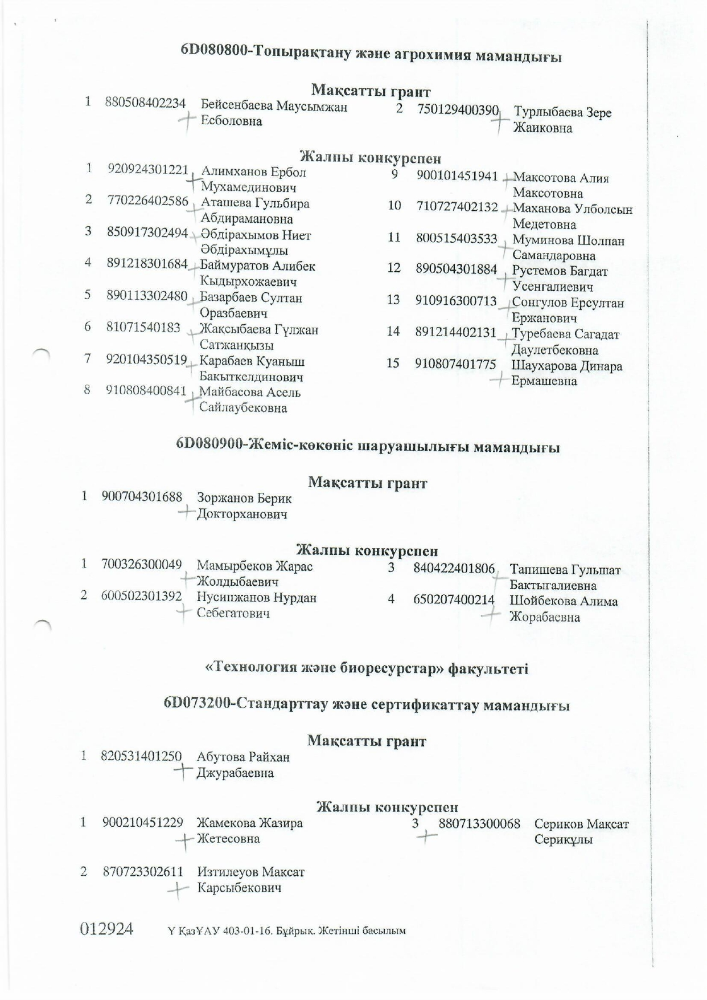 6D080800-Топырақтану және агрохимия мамандығы
Мақсатты грант
1 880508402234 Бейсенбаева Маусымжан
Есболовна
2 750129400390 Турлыбаева Зере
Жаиковна
Жалпы конкурспен
1 920924301221 Алимханов Ербол
Мухамединович
2 770226402586 Аташева Гульбира
Абдирамановна
3 850917302494 Әбдірахымов Ниет
Әбдірахымұлы
4 891218301684 Баймуратов Алибек
Кыдырхожаевич
5 890113302480 Базарбаев Султан
Оразбаевич
6 81071540183 Жақсыбаева Гүлжан
Сатжанқызы
7 920104350519 Карабаев Куаныш
Бакыткелдинович
8 910808400841 Майбасова Асель
Сайлаубековна
9 900101451941 Максотова Алия
Максотовна
10 710727402132 Маханова Улболсын
Медетовна
11 800515403533 Муминова Шолпан
Самандаровна
12 890504301884 Рустемов Багдат
Усенгалиевич
13 910916300713 Сонгулов Ерсултан
Ержанович
14 891214402131 Туребаева Сагадат
Даулетбековна
15 910807401775 Шаухарова Динара
Ермашевна
6D080900-Жеміс-көкөніс шаруашылығы мамандығы
Мақсатты грант
1 900704301688 Зоржанов Берик
Докторханович
Жалпы конкурспен
1 700326300049 Мамырбеков Жарас
Жолдыбаевич
2 600502301392 Нусипжанов Нурдан
Себегатович
3 840422401806 Тапишева Гульшат
Бактыгалиевна
4 650207400214 Шойбекова Алима
Жорабаевна
«Технология және биоресурстар» факультеті
6D073200-Стандарттау және сертификаттау мамандығы
Мақсатты грант
1 820531401250 Абутова Райхан
Джурабаевна
Жалпы конкурспен
1 900210451229 Жамекова Жазира
Жетесовна
2 870723302611 Изтилеуов Максат
Карсыбекович
3 880713300068 Сериков Мақсат
Серикұлы
012924 Ү ҚазҰАУ 403-01-16. Бұйрык. Жетінші басылым